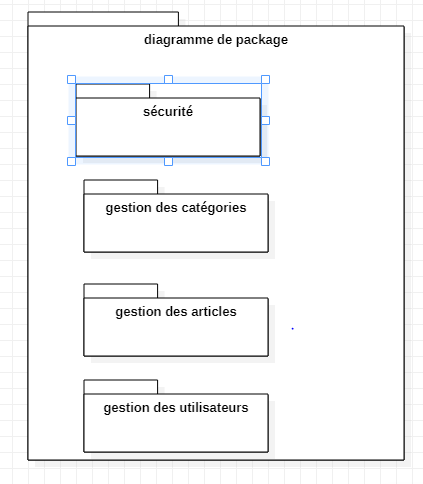 diagramme de package
sécurité
gestion des catégories
gestion des articles
gestion des utilisateurs